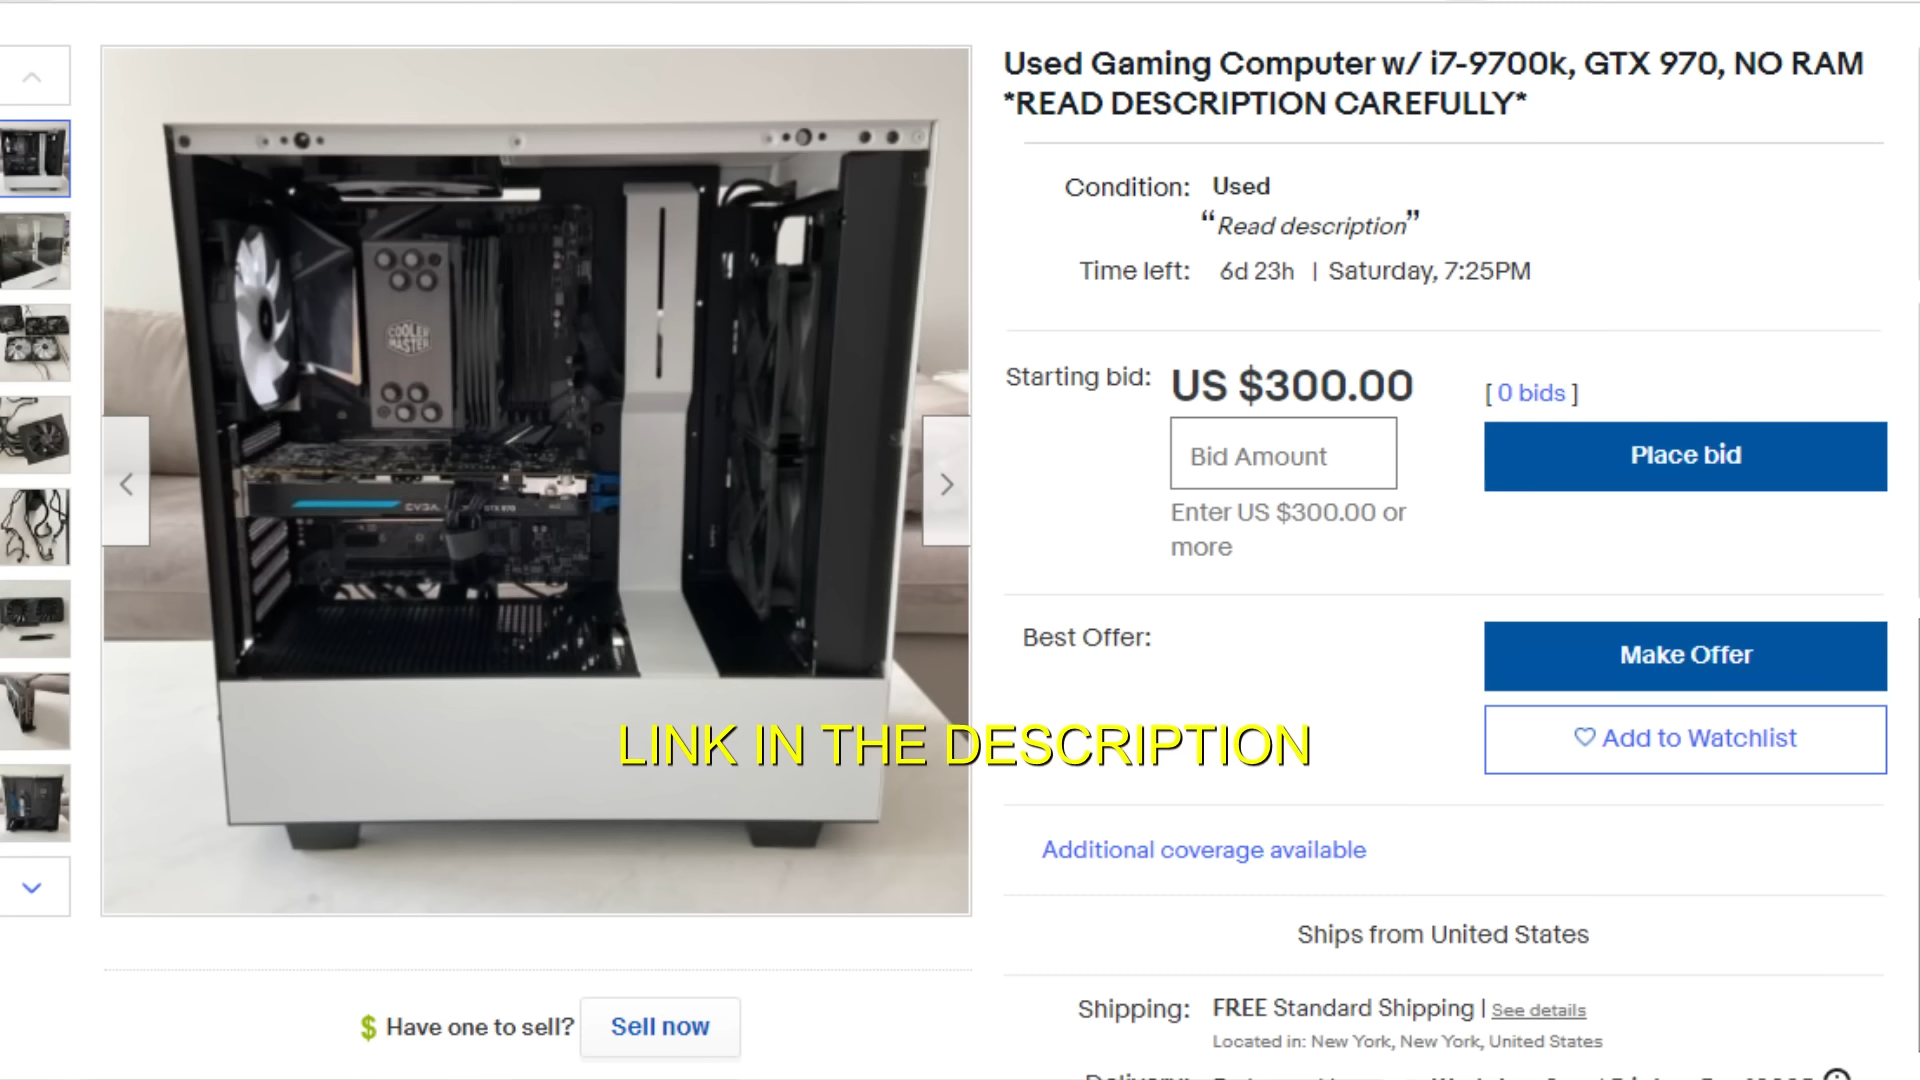 Used Gaming Computer w/ i7-9700k, GTX 970, NO RAM
*READ DESCRIPTION CAREFULLY*
Condition: Used
“Read description”
Time left: 6d 23h | Saturday, 7:25PM
Starting bid: US $300.00 [ 0 bids ]
Bid Amount
Place bid
Enter US $300.00 or
more
Best Offer:
Make Offer
Add to Watchlist
Additional coverage available
Ships from United States
Shipping: FREE Standard Shipping | See details
Located in: New York, New York, United States
COOLER
MASTER
EVGA GTX 970
LINK IN THE DESCRIPTION
$ Have one to sell? Sell now